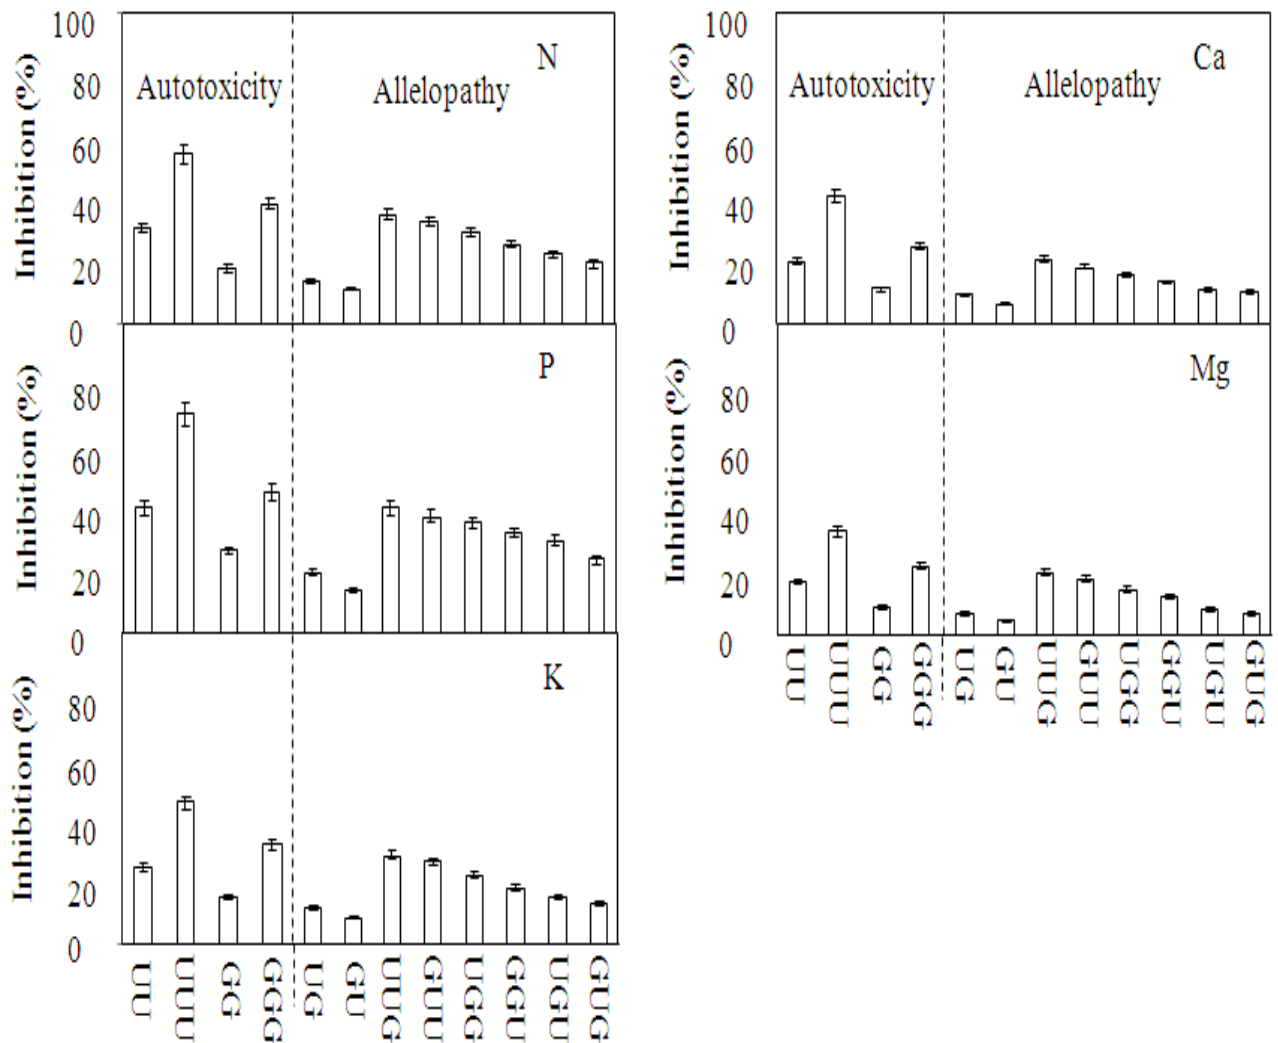 100
80
60
40
20
0
Inhibition (%)
Autotoxicity
Allelopathy
N
80
60
40
20
0
Inhibition (%)
P
80
60
40
20
0
Inhibition (%)
K
UU
UUU
GG
GGG
UG
GU
UUG
GUU
UGG
GGU
UGU
GUG
100
80
60
40
20
0
Inhibition (%)
Autotoxicity
Allelopathy
Ca
80
60
40
20
0
Inhibition (%)
Mg
UU
UUU
GG
GGG
UG
GU
UUG
GUU
UGG
GGU
UGU
GUG